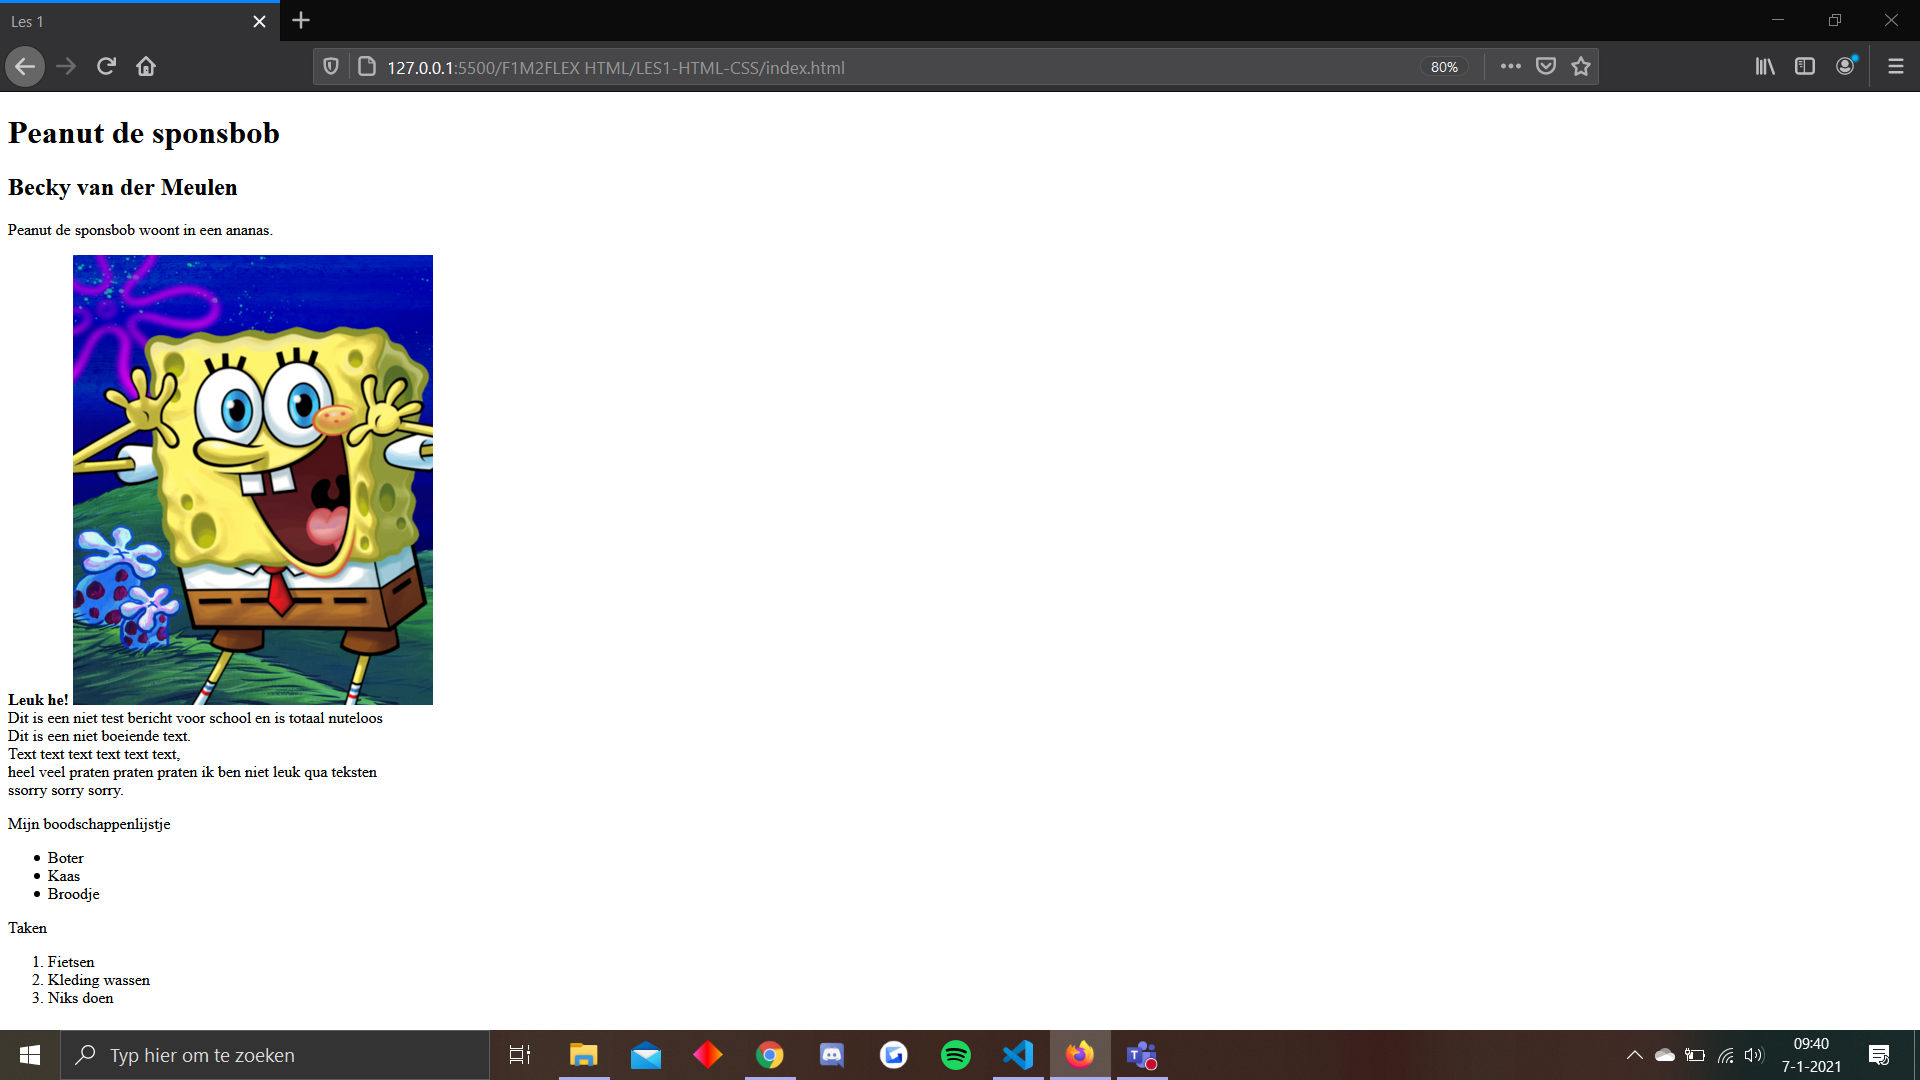 Les 1
127.0.0.1:5500/F1M2FLEX HTML/LES1-HTML-CSS/index.html
80%
Peanut de sponsbob
Becky van der Meulen
Peanut de sponsbob woont in een ananas.
Leuk he!
Dit is een niet test bericht voor school en is totaal nuteloos
Dit is een niet boeiende text.
Text text text text text text,
heel veel praten praten praten ik ben niet leuk qua teksten
ssorry sorry sorry.
Mijn boodschappenlijstje
• Boter
• Kaas
• Broodje
Taken
1. Fietsen
2. Kleding wassen
3. Niks doen
Typ hier om te zoeken
09:40
7-1-2021